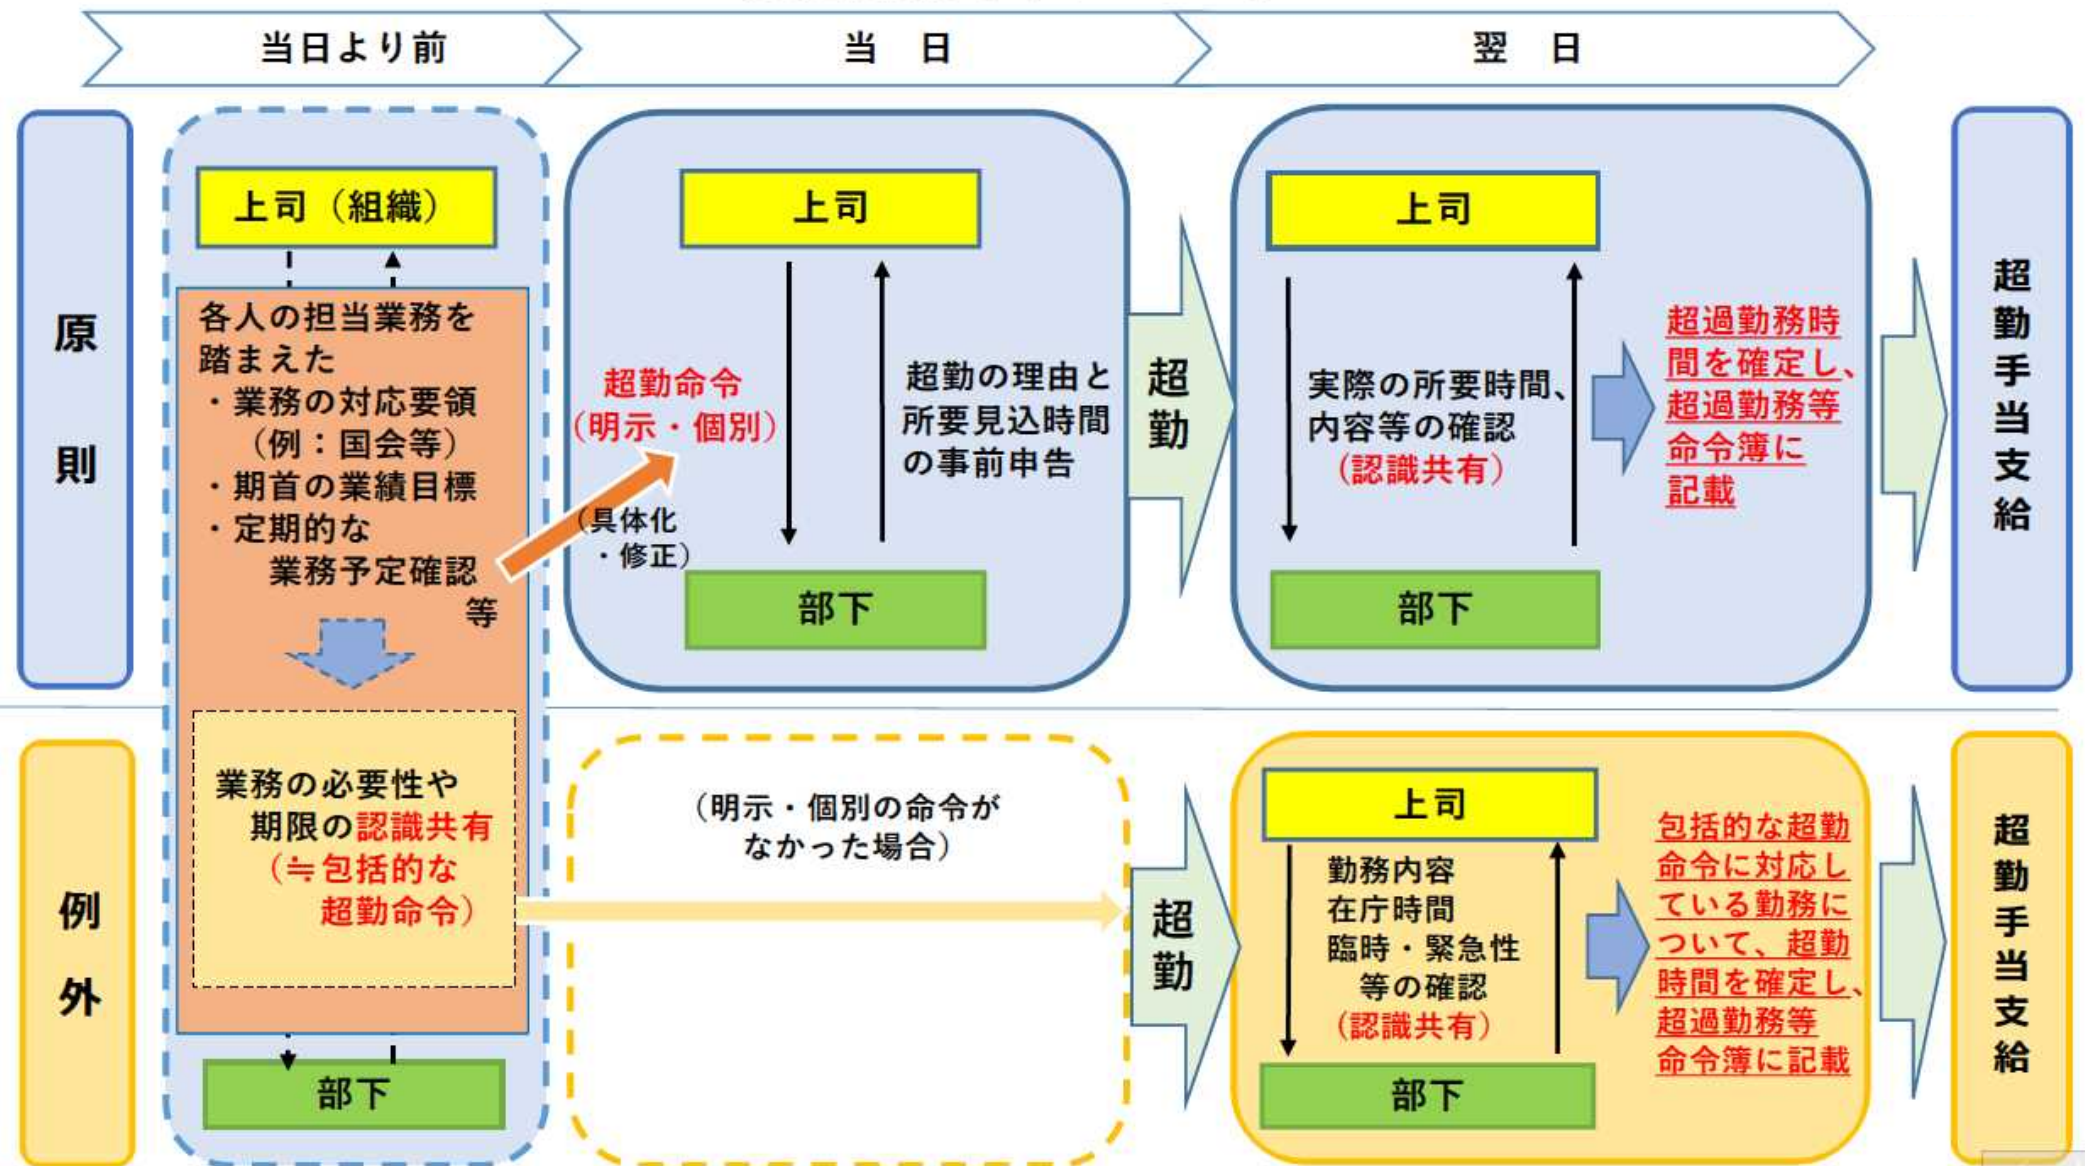 当日より前
当　日
翌　日
原
則
上司（組織）
各人の担当業務を
踏まえた
・業務の対応要領
（例：国会等）
・期首の業績目標
・定期的な
業務予定確認
等
上司
超勤命令
（明示・個別）
（具体化
・修正）
超勤の理由と
所要見込時間
の事前申告
部下
超
勤
上司
実際の所要時間、
内容等の確認
（認識共有）
部下
超過勤務時
間を確定し、
超過勤務等
命令簿に
記載
超
勤
手
当
支
給
例
外
業務の必要性や
期限の認識共有
（≒包括的な
超勤命令）
部下
（明示・個別の命令が
なかった場合）
超
勤
上司
勤務内容
在庁時間
臨時・緊急性
等の確認
（認識共有）
部下
包括的な超勤
命令に対応し
ている勤務に
ついて、超勤
時間を確定し、
超過勤務等
命令簿に記載
超
勤
手
当
支
給